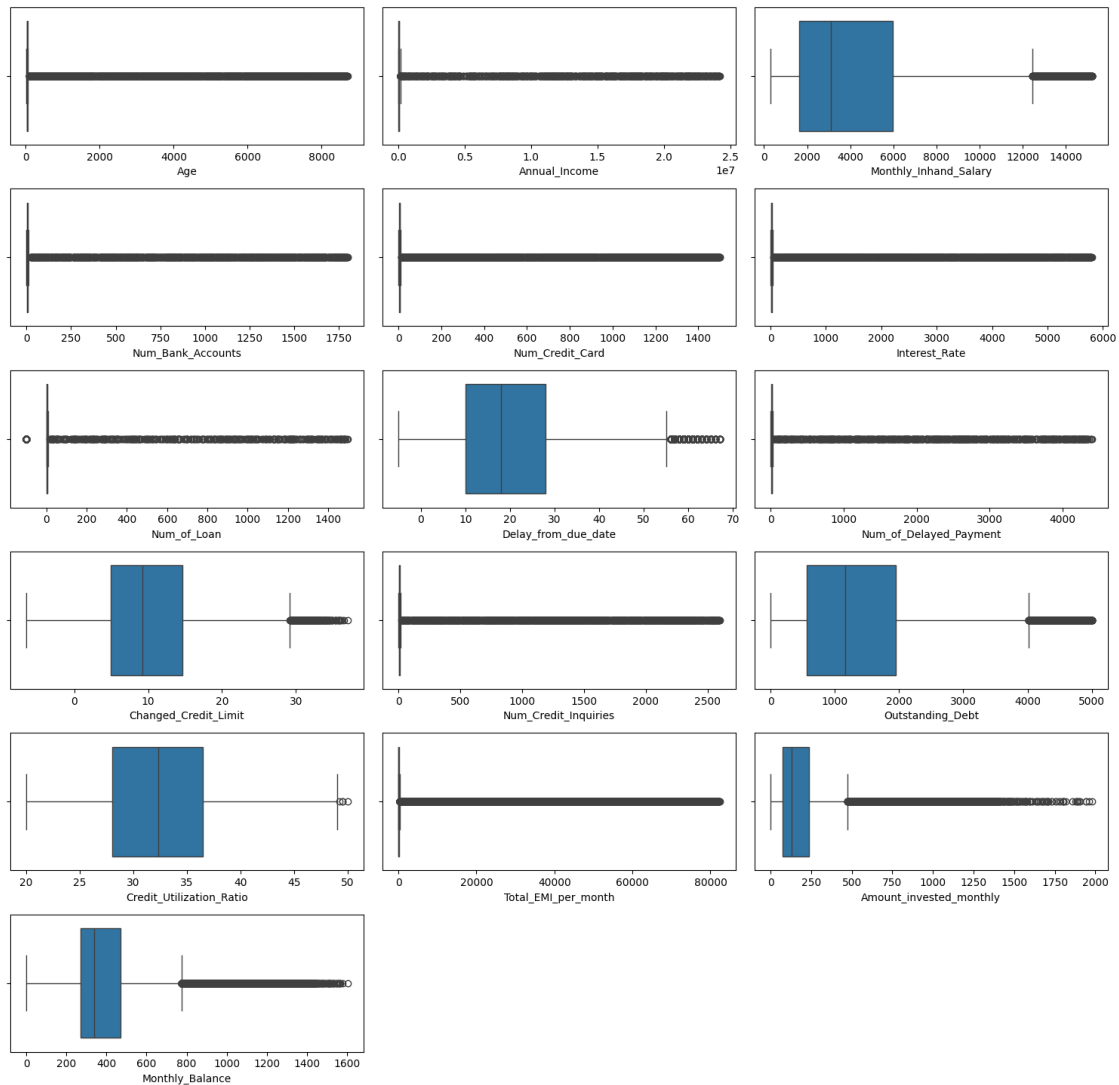 0 2000 4000 6000 8000
Age
0.0 0.5 1.0 1.5 2.0 2.5
1e7
Annual_Income
0 2000 4000 6000 8000 10000 12000 14000
Monthly_Inhand_Salary
0 250 500 750 1000 1250 1500 1750
Num_Bank_Accounts
0 200 400 600 800 1000 1200 1400
Num_Credit_Card
0 1000 2000 3000 4000 5000 6000
Interest_Rate
0 200 400 600 800 1000 1200 1400
Num_of_Loan
0 10 20 30 40 50 60 70
Delay_from_due_date
0 1000 2000 3000 4000
Num_of_Delayed_Payment
0 10 20 30
Changed_Credit_Limit
0 500 1000 1500 2000 2500
Num_Credit_Inquiries
0 1000 2000 3000 4000 5000
Outstanding_Debt
20 25 30 35 40 45 50
Credit_Utilization_Ratio
0 20000 40000 60000 80000
Total_EMI_per_month
0 250 500 750 1000 1250 1500 1750 2000
Amount_invested_monthly
0 200 400 600 800 1000 1200 1400 1600
Monthly_Balance